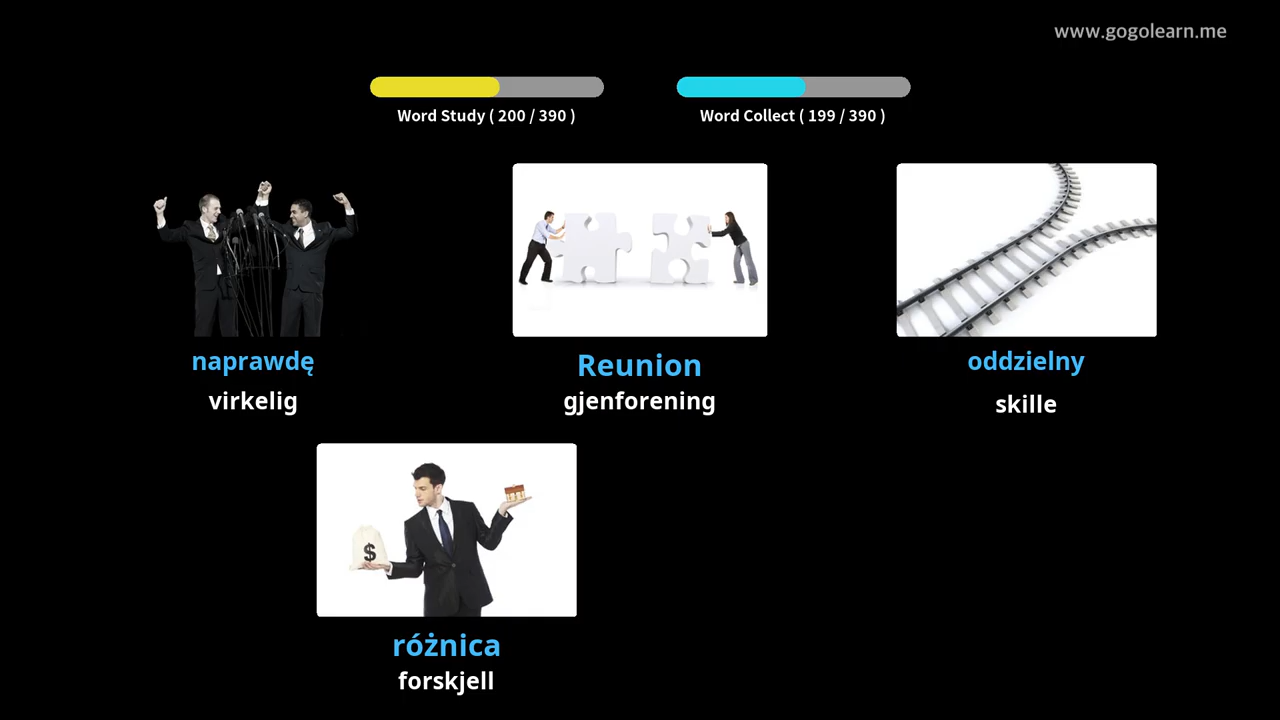 www.gogolearn.me
Word Study ( 200 / 390 )
Word Collect ( 199 / 390 )
naprawdę
virkelig
Reunion
gjenforening
oddzielny
skille
$
różnica
forskjell